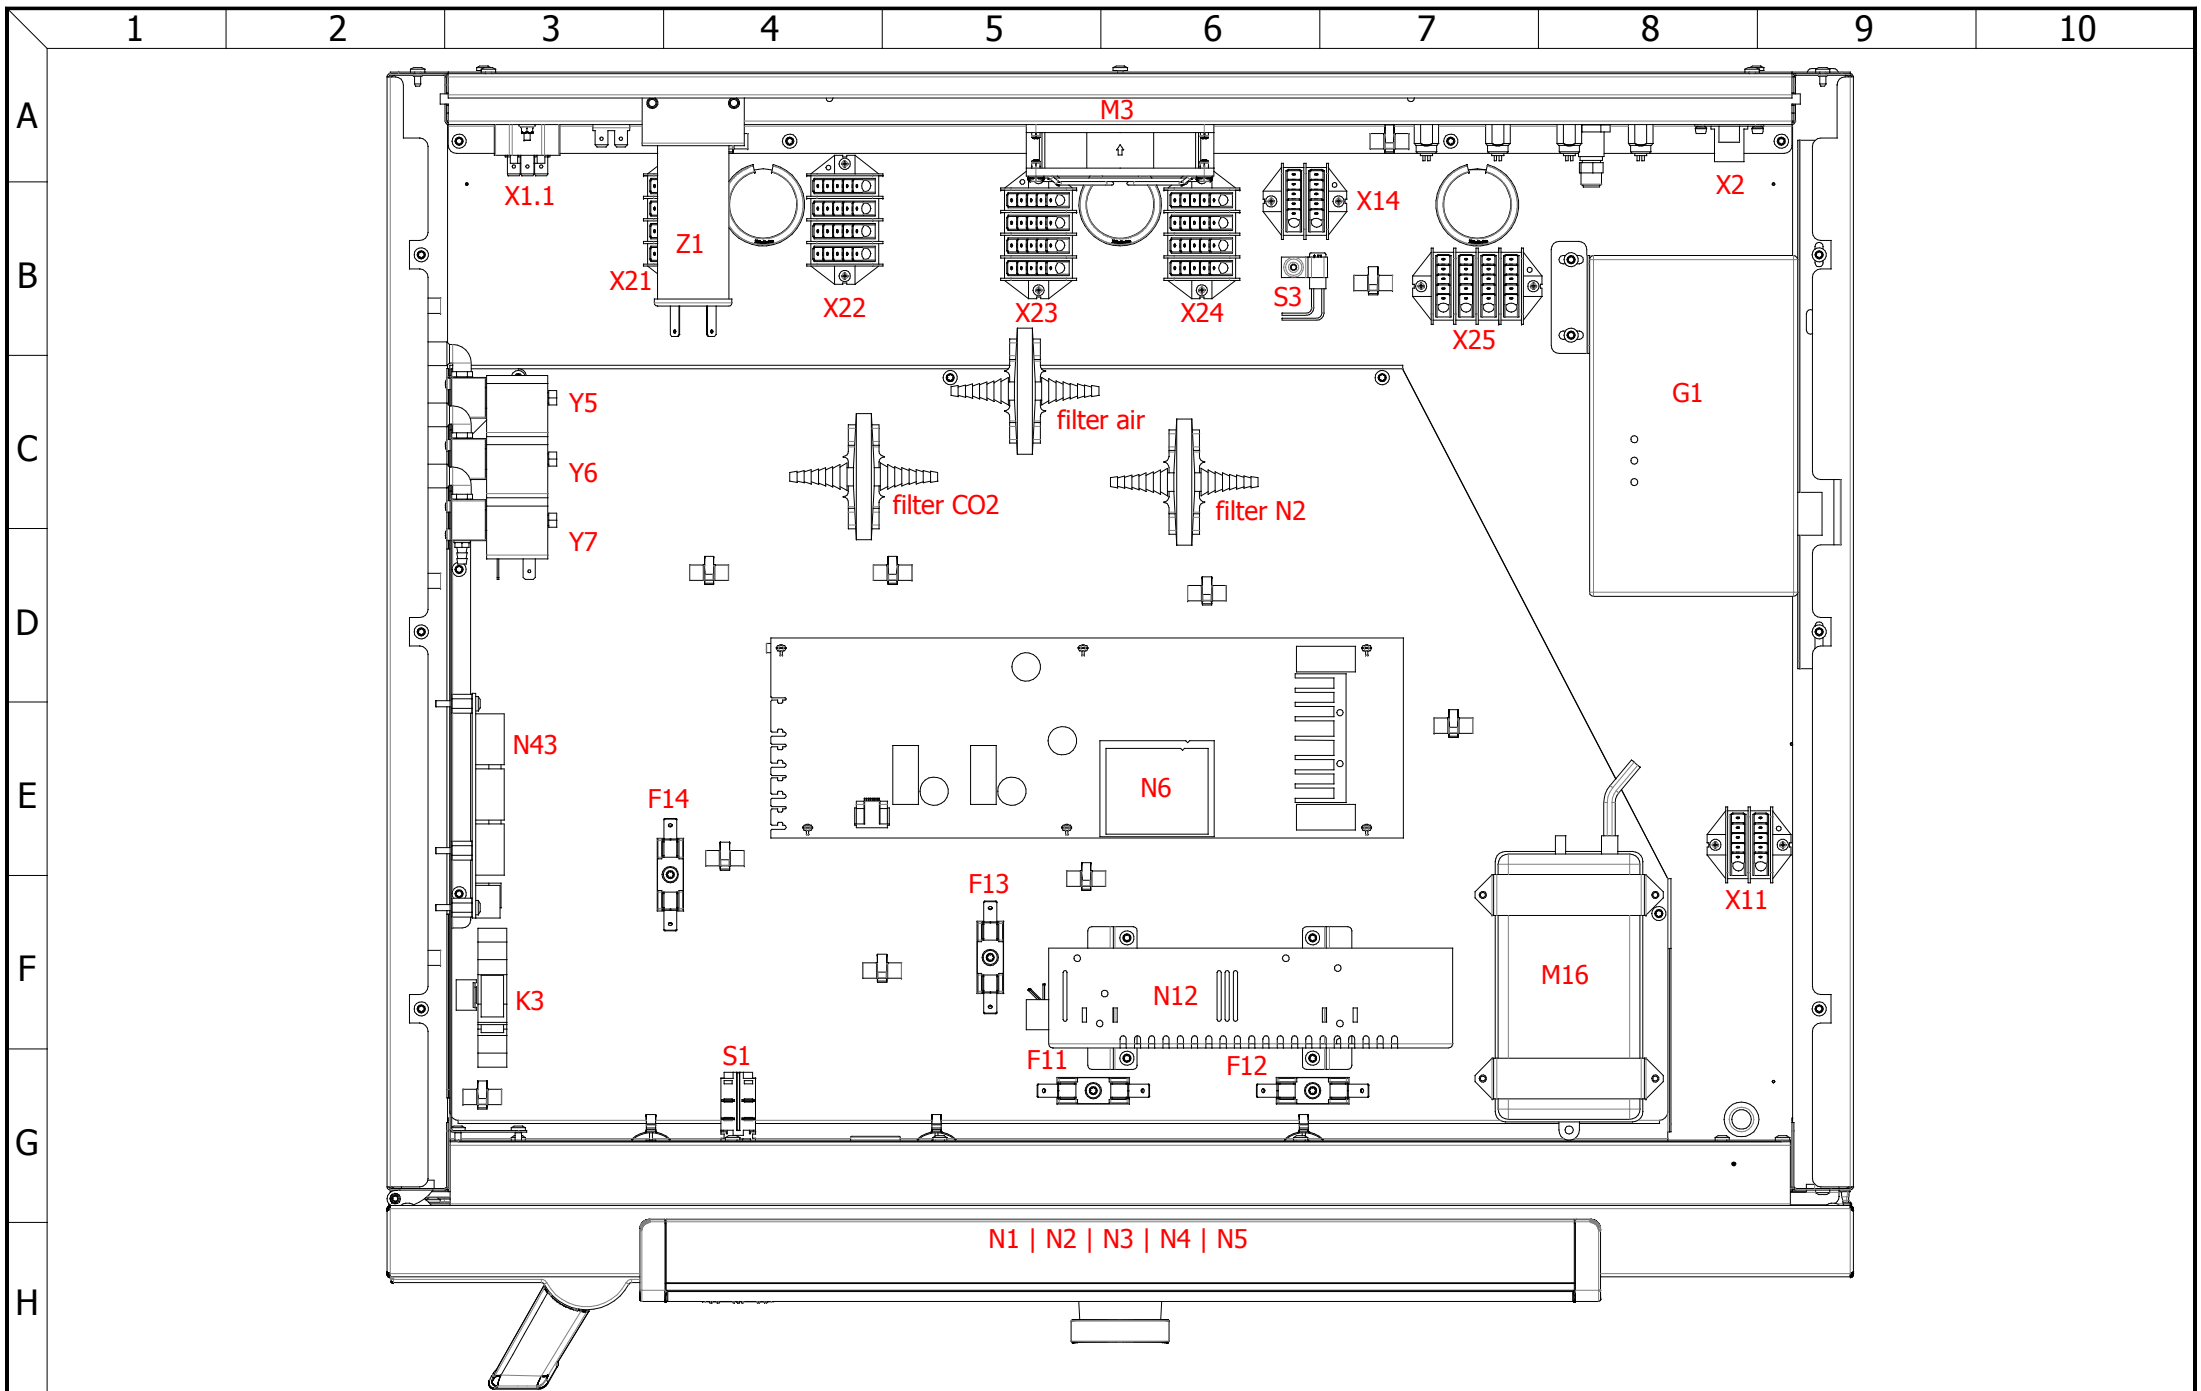 1 2 3 4 5 6 7 8 9 10
A
M3
X1.1
X2
B
X14
Z1
X21
X22
X23
X24
S3
X25
C
Y5
G1
filter air
Y6
filter CO2
filter N2
Y7
D
E
N43
N6
F14
F13
X11
F
K3
N12
M16
S1
F11
F12
G
N1 | N2 | N3 | N4 | N5
H